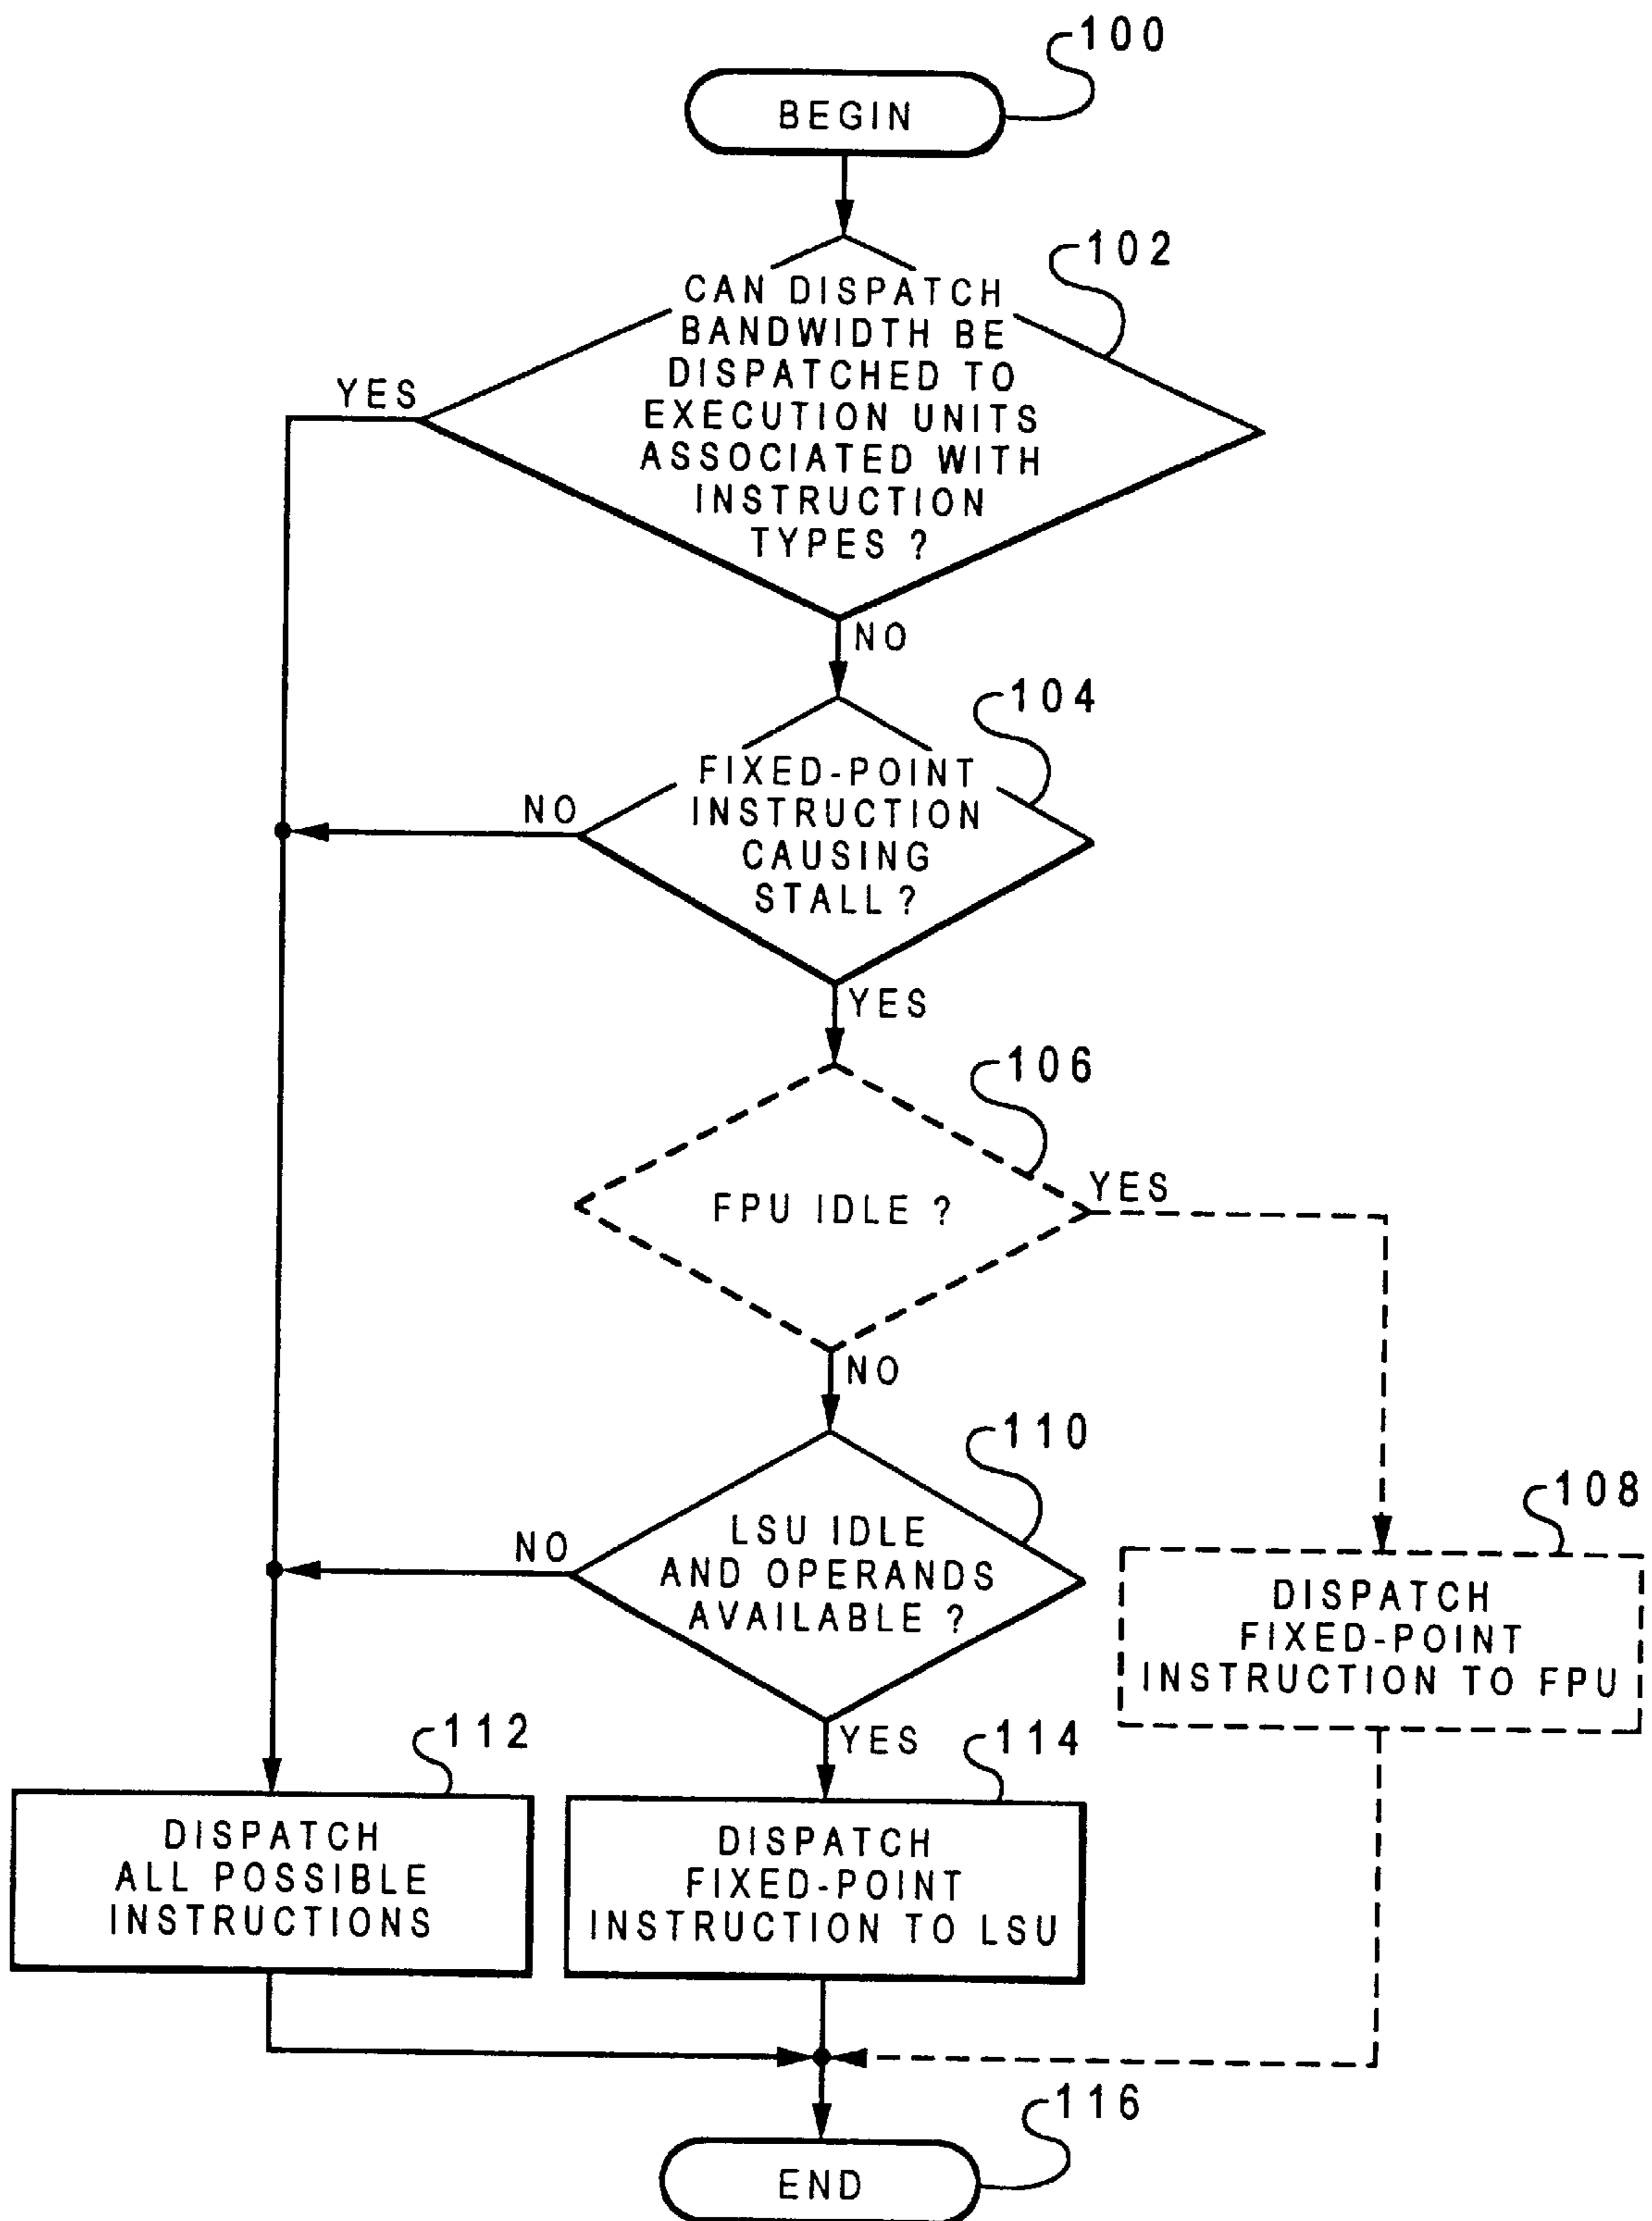 100
BEGIN
102
CAN DISPATCH
BANDWIDTH BE
DISPATCHED TO
EXECUTION UNITS
ASSOCIATED WITH
INSTRUCTION
TYPES ?
YES
NO
104
FIXED-POINT
INSTRUCTION
CAUSING
STALL ?
NO
YES
106
FPU IDLE ?
YES
NO
110
LSU IDLE
AND OPERANDS
AVAILABLE ?
NO
YES
108
DISPATCH
FIXED-POINT
INSTRUCTION TO FPU
112
DISPATCH
ALL POSSIBLE
INSTRUCTIONS
114
DISPATCH
FIXED-POINT
INSTRUCTION TO LSU
116
END